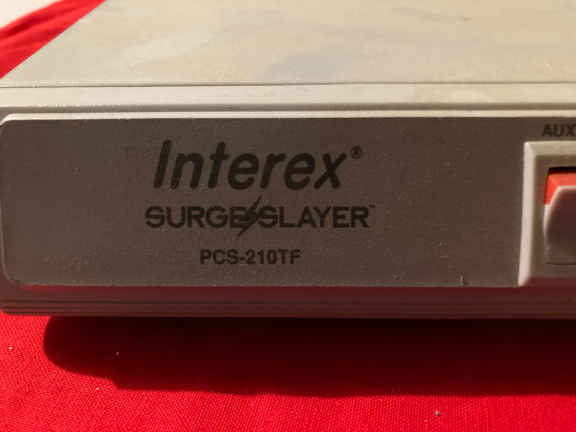 AUX
Interex®
SURGE SLAYER™
PCS-210TF